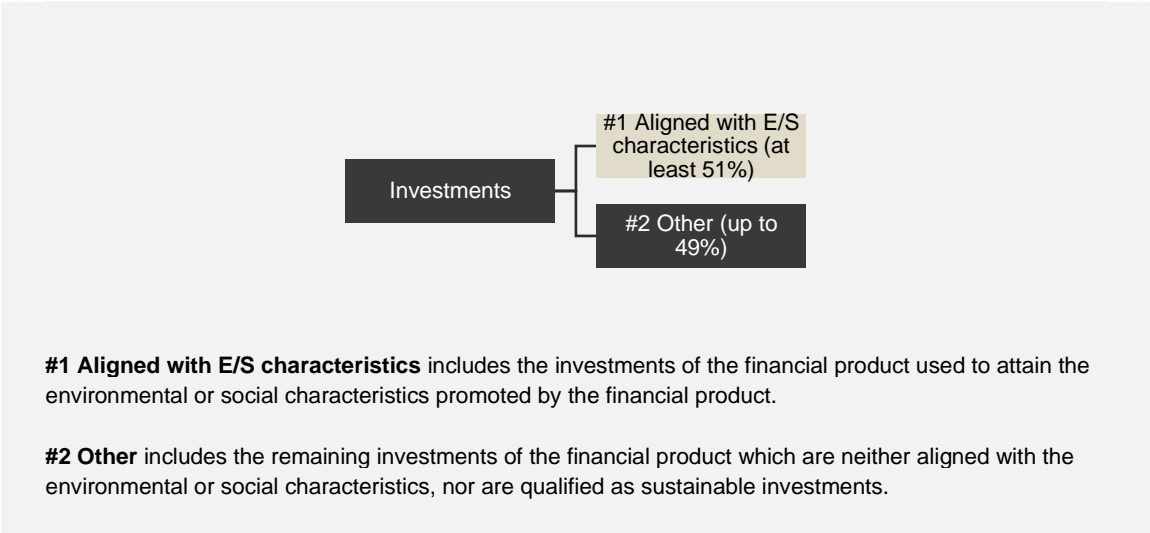 #1 Aligned with E/S
characteristics (at
least 51%)
Investments
#2 Other (up to
49%)
#1 Aligned with E/S characteristics includes the investments of the financial product used to attain the
environmental or social characteristics promoted by the financial product.
#2 Other includes the remaining investments of the financial product which are neither aligned with the
environmental or social characteristics, nor are qualified as sustainable investments.